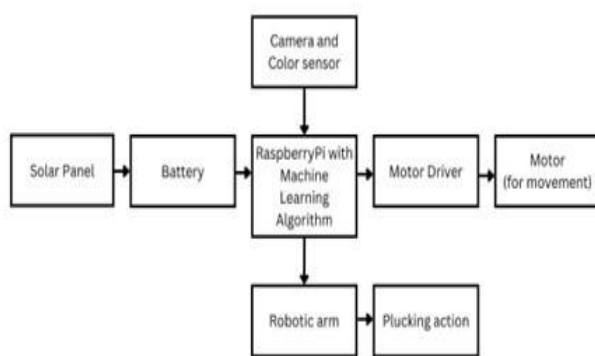 Camera and
Color sensor
Solar Panel
Battery
RaspberryPi with
Machine
Learning
Algorithm
Motor Driver
Motor
(for movement)
Robotic arm
Plucking action